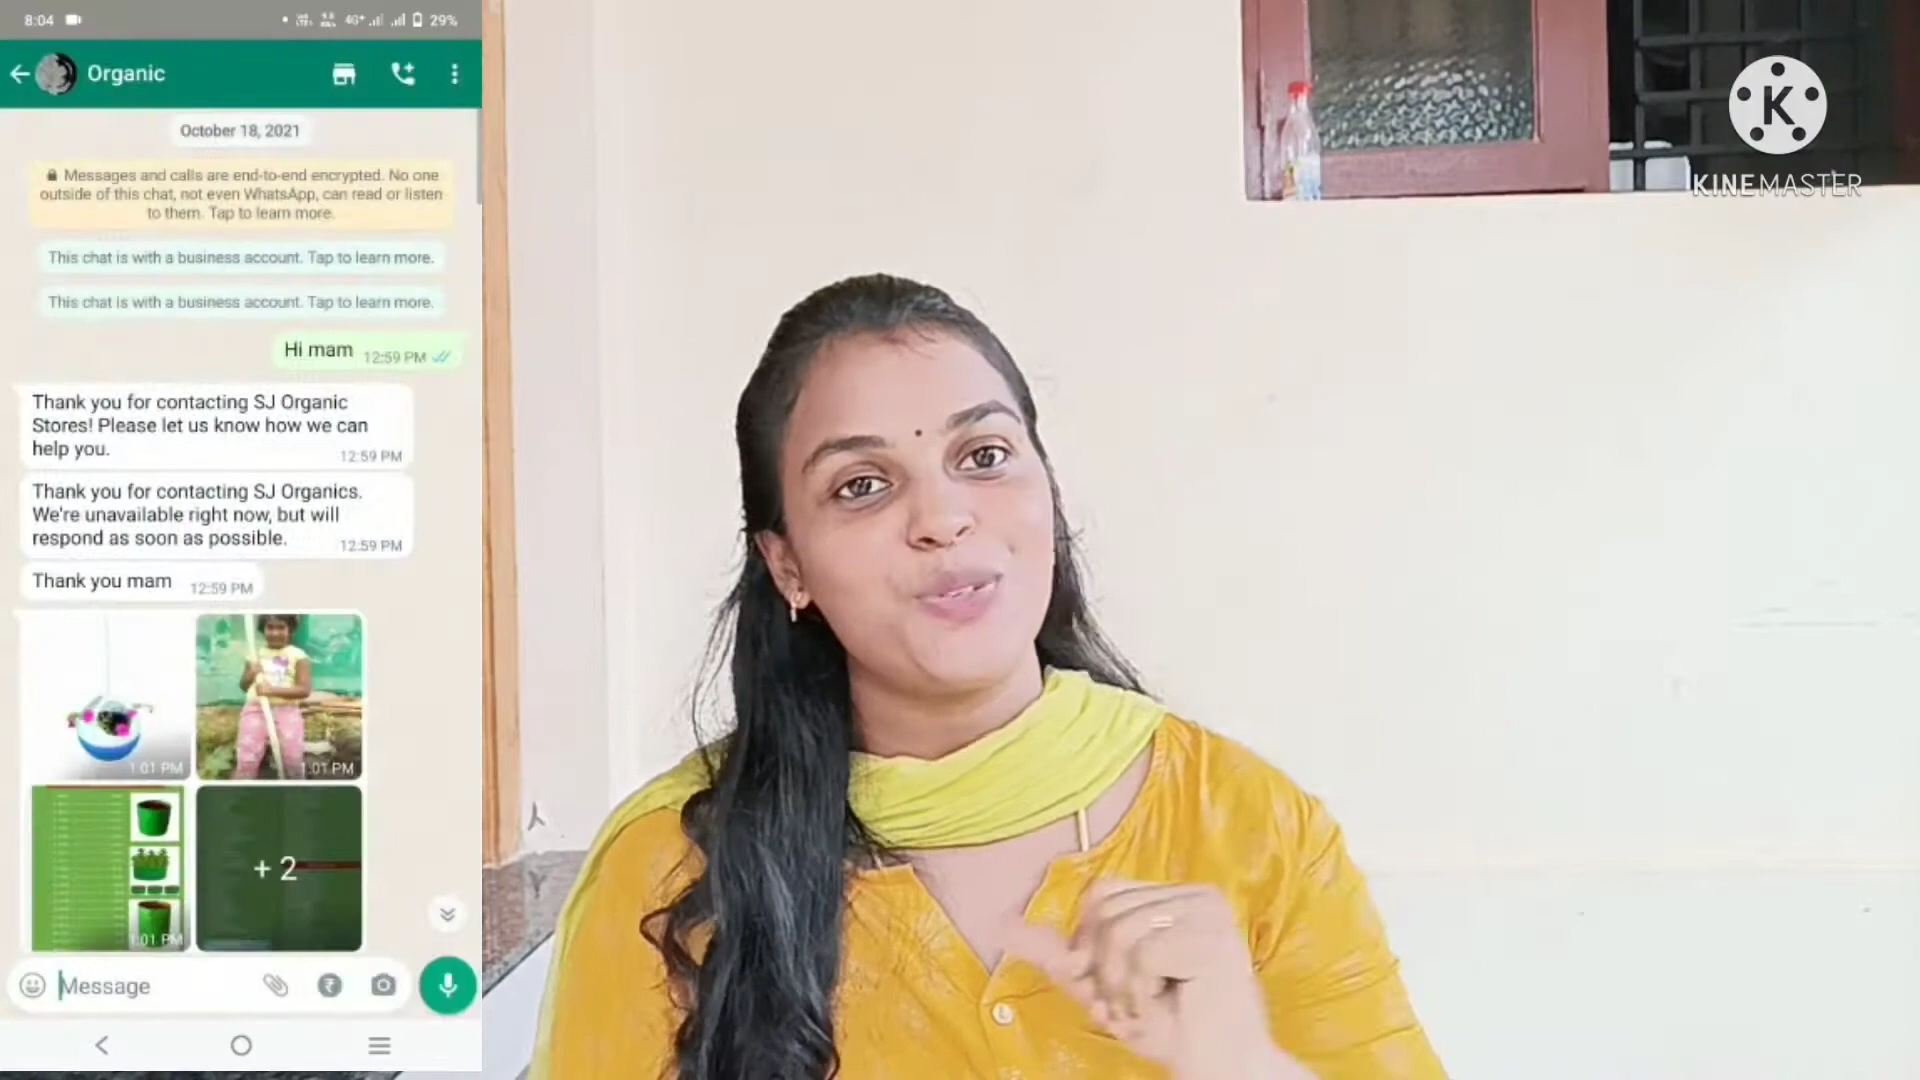 8:04
4G+
29%
Organic
October 18, 2021
Messages and calls are end-to-end encrypted. No one
outside of this chat, not even WhatsApp, can read or listen
to them. Tap to learn more.
This chat is with a business account. Tap to learn more.
This chat is with a business account. Tap to learn more.
Hi mam 12:59 PM
Thank you for contacting SJ Organic
Stores! Please let us know how we can
help you.
12:59 PM
Thank you for contacting SJ Organics.
We're unavailable right now, but will
respond as soon as possible.
12:59 PM
Thank you mam 12:59 PM
1:01 PM
1:01 PM
+ 2
1:01 PM
Message
K
KINEMASTER